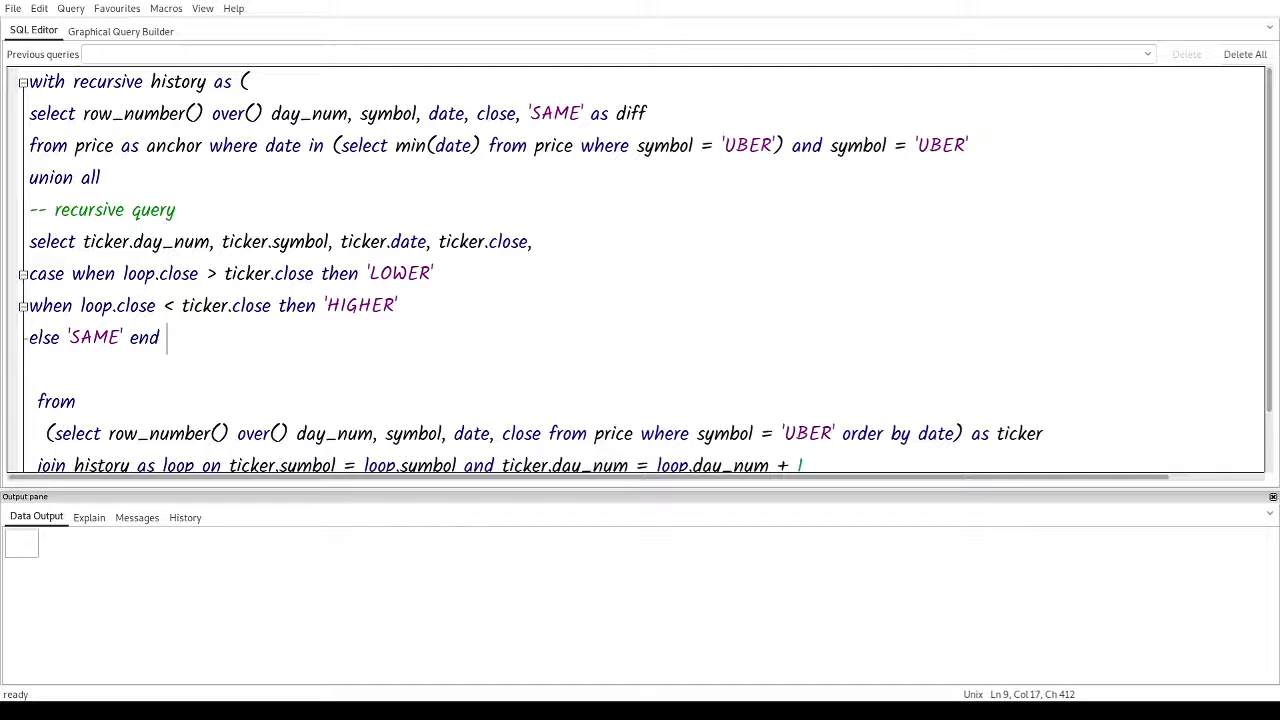 File Edit Query Favourites Macros View Help
SQL Editor Graphical Query Builder
Previous queries Delete Delete All
with recursive history as (
select row_number() over() day_num, symbol, date, close, 'SAME' as diff
from price as anchor where date in (select min(date) from price where symbol = 'UBER') and symbol = 'UBER'
union all
-- recursive query
select ticker.day_num, ticker.symbol, ticker.date, ticker.close,
case when loop.close > ticker.close then 'LOWER'
when loop.close < ticker.close then 'HIGHER'
else 'SAME' end
from
(select row_number() over() day_num, symbol, date, close from price where symbol = 'UBER' order by date) as ticker
join history as loop on ticker.symbol = loop.symbol and ticker.day_num = loop.day_num + 1
Output pane
Data Output Explain Messages History
ready Unix Ln 9, Col 17, Ch 412